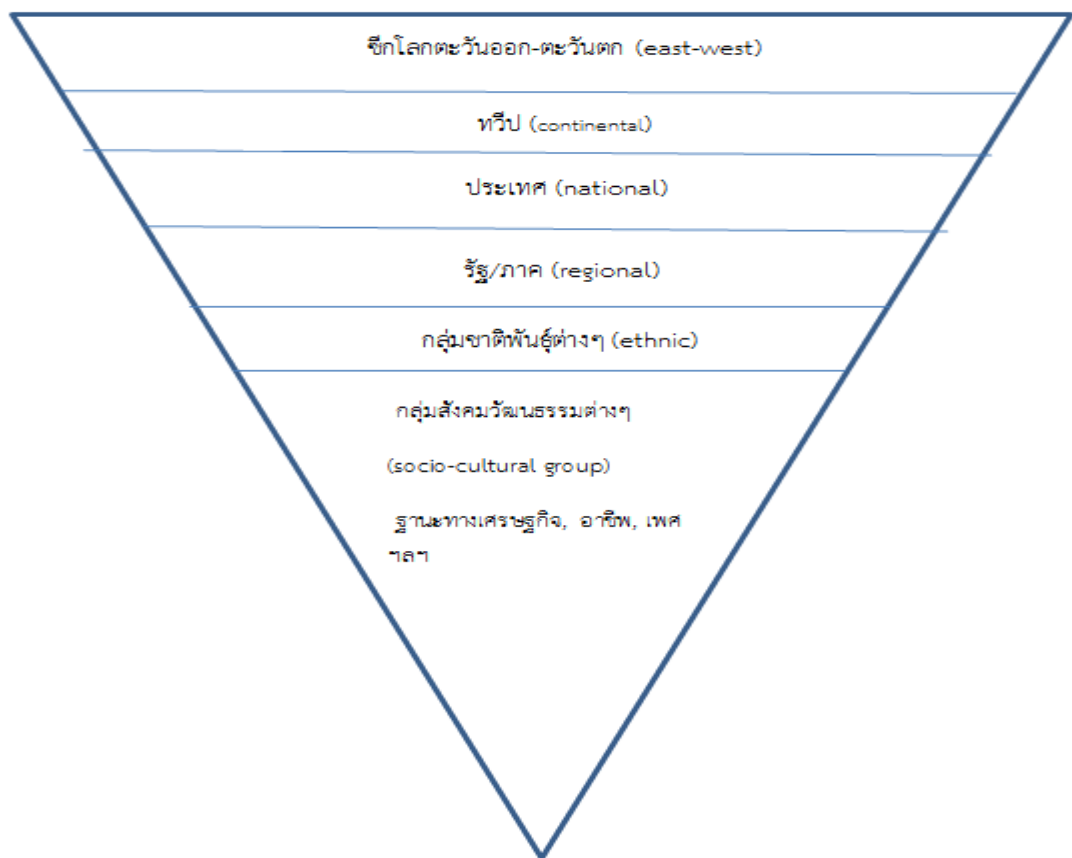 ซีกโลกตะวันออก-ตะวันตก (east-west)
ทวีป (continental)
ประเทศ (national)
รัฐ/ภาค (regional)
กลุ่มชาติพันธุ์ต่างๆ (ethnic)
กลุ่มสังคมวัฒนธรรมต่างๆ
(socio-cultural group)
ฐานะทางเศรษฐกิจ, อาชีพ, เพศ
ฯลฯ